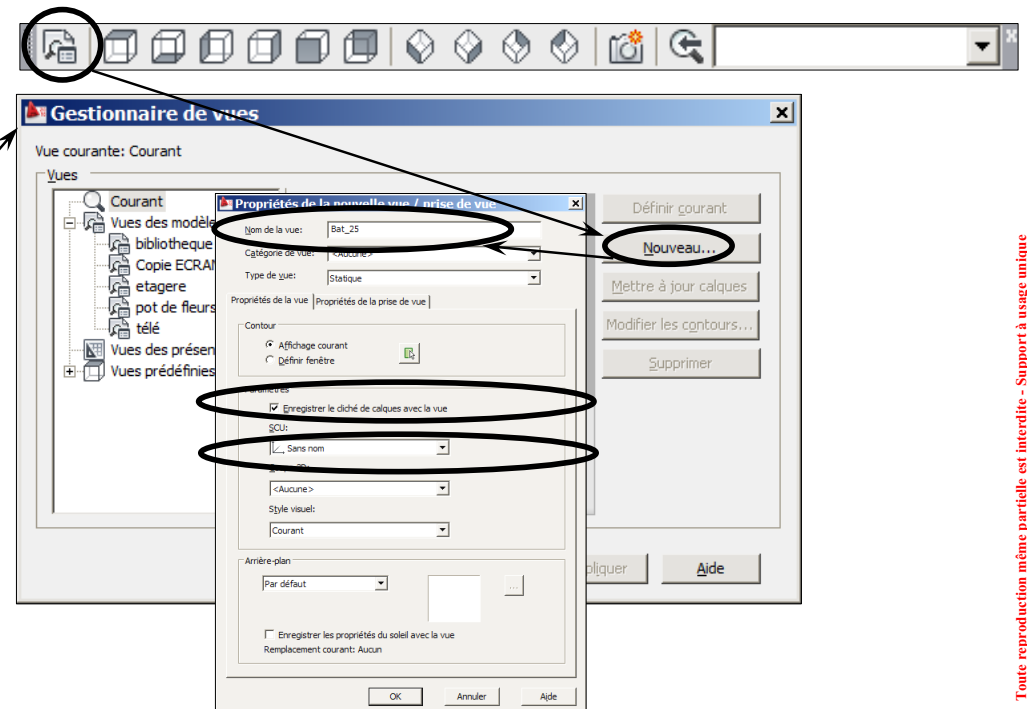 Gestionnaire de vues
Vue courante: Courant
Vues
Courant
Vues des modèle
bibliotheque
Copie ECRAN
etagere
pot de fleurs
télé
Vues des présen
Vues prédéfinies
Définir courant
Nouveau...
Mettre à jour calques
Modifier les contours...
Supprimer
pliquer
Aide
Propriétés de la nouvelle vue / prise de vue
Nom de la vue:
Bat_25
Catégorie de vue:
<Aucune>
Type de vue:
Statique
Propriétés de la vue
Propriétés de la prise de vue
Contour
Affichage courant
Définir fenêtre
Paramètres
Enregistrer le cliché de calques avec la vue
SCU:
Sans nom
<Aucune>
Style visuel:
Courant
Arrière-plan
Par défaut
...
Enregistrer les propriétés du soleil avec la vue
Remplacement courant: Aucun
OK
Annuler
Aide
Toute reproduction même partielle est interdite - Support à usage unique